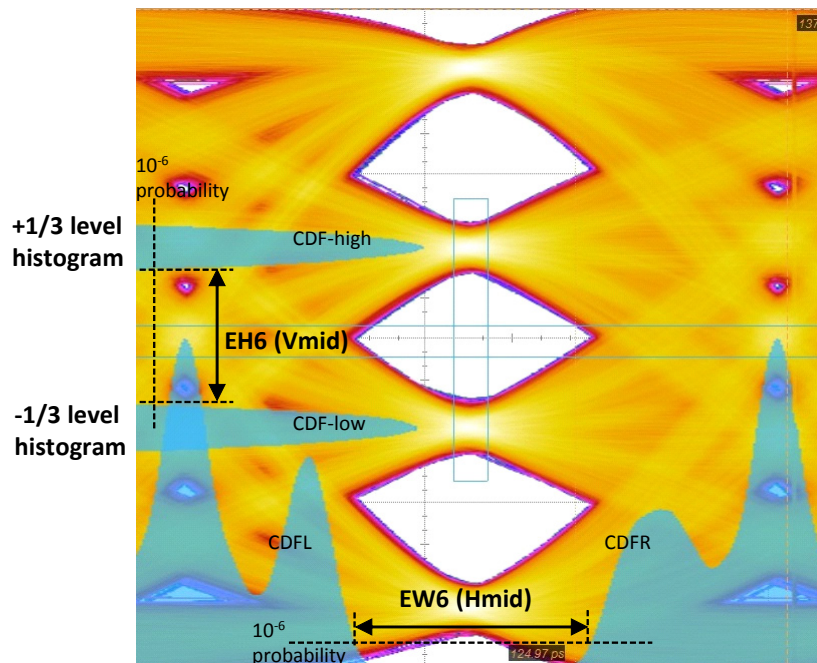 137
10-6
probability
+1/3 level
histogram
CDF-high
EH6 (Vmid)
-1/3 level
histogram
CDF-low
CDFL
CDFR
EW6 (Hmid)
10-6
probability
124.97 ps